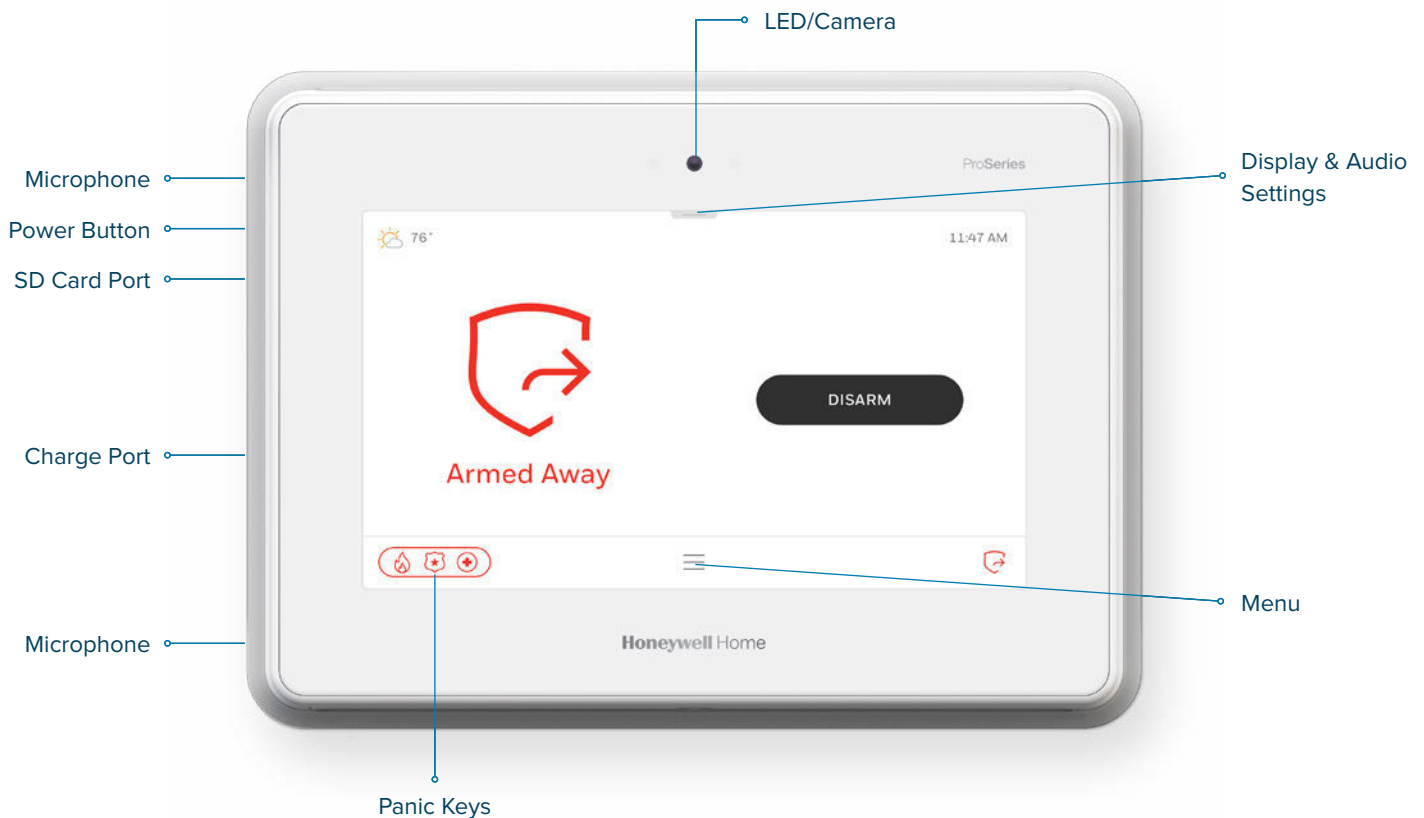 LED/Camera
ProSeries
Display & Audio
Settings
Microphone
Power Button
SD Card Port
76°
11:47 AM
DISARM
Armed Away
Charge Port
Menu
Microphone
Honeywell Home
Panic Keys